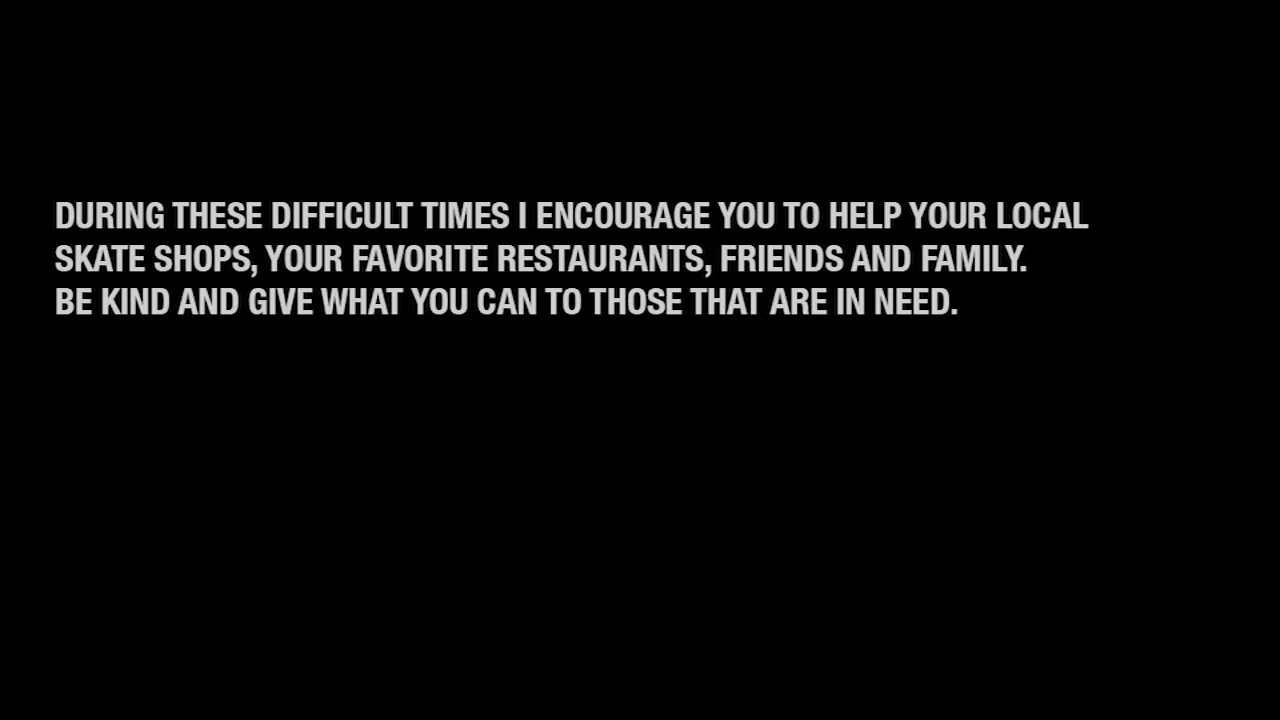 DURING THESE DIFFICULT TIMES I ENCOURAGE YOU TO HELP YOUR LOCAL
SKATE SHOPS, YOUR FAVORITE RESTAURANTS, FRIENDS AND FAMILY.
BE KIND AND GIVE WHAT YOU CAN TO THOSE THAT ARE IN NEED.